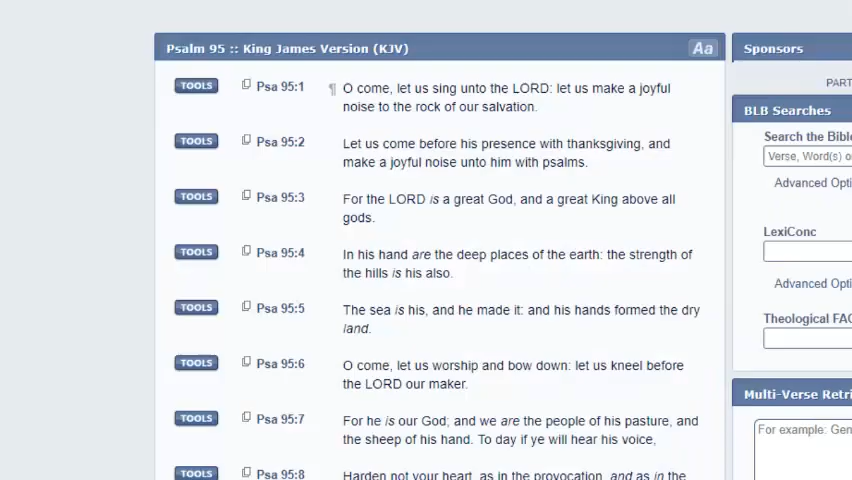 Psalm 95 :: King James Version (KJV) Aa
TOOLS Psa 95:1 ¶ O come, let us sing unto the LORD: let us make a joyful
noise to the rock of our salvation.
TOOLS Psa 95:2 Let us come before his presence with thanksgiving, and
make a joyful noise unto him with psalms.
TOOLS Psa 95:3 For the LORD is a great God, and a great King above all
gods.
TOOLS Psa 95:4 In his hand are the deep places of the earth: the strength of
the hills is his also.
TOOLS Psa 95:5 The sea is his, and he made it: and his hands formed the dry
land.
TOOLS Psa 95:6 O come, let us worship and bow down: let us kneel before
the LORD our maker.
TOOLS Psa 95:7 For he is our God; and we are the people of his pasture, and
the sheep of his hand. To day if ye will hear his voice,
TOOLS Psa 95:8 Harden not your heart, as in the provocation, and as in the
Sponsors
PART
BLB Searches
Search the Bible
Verse, Word(s) o
Advanced Opti
LexiConc
Advanced Opti
Theological FAQ
Multi-Verse Retri
For example: Gen